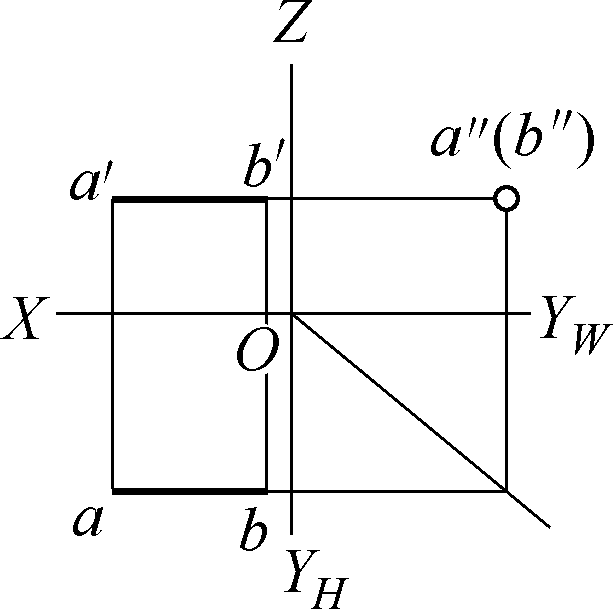 Z
a″(b″)
a′ b′
X O Y_W
a b
Y_H